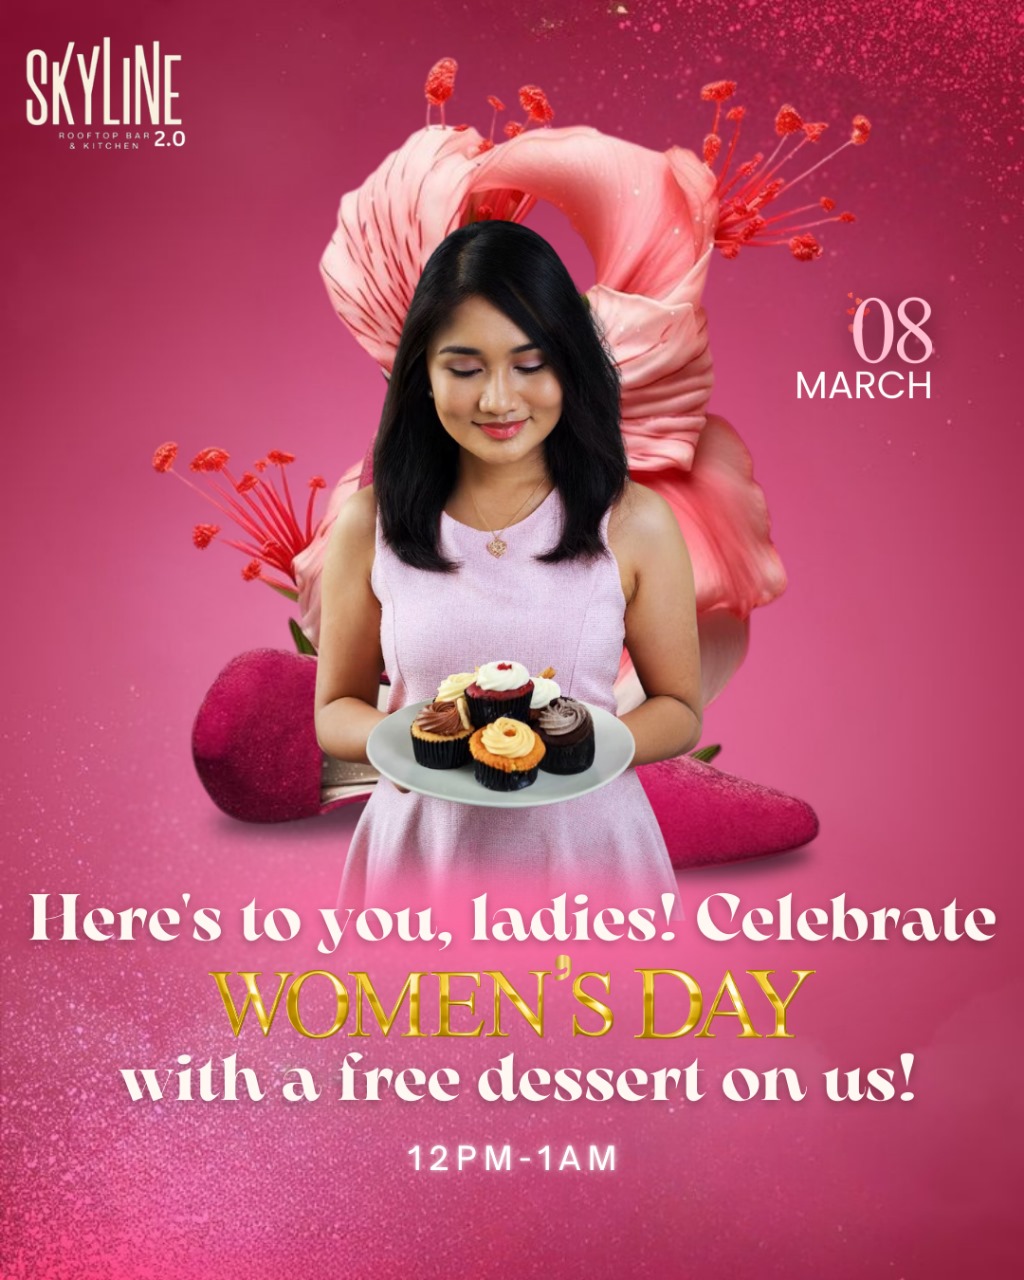 SKYLINE
ROOFTOP BAR
& KITCHEN 2.0
08
MARCH
Here's to you, ladies! Celebrate
WOMEN'S DAY
with a free dessert on us!
12PM-1AM